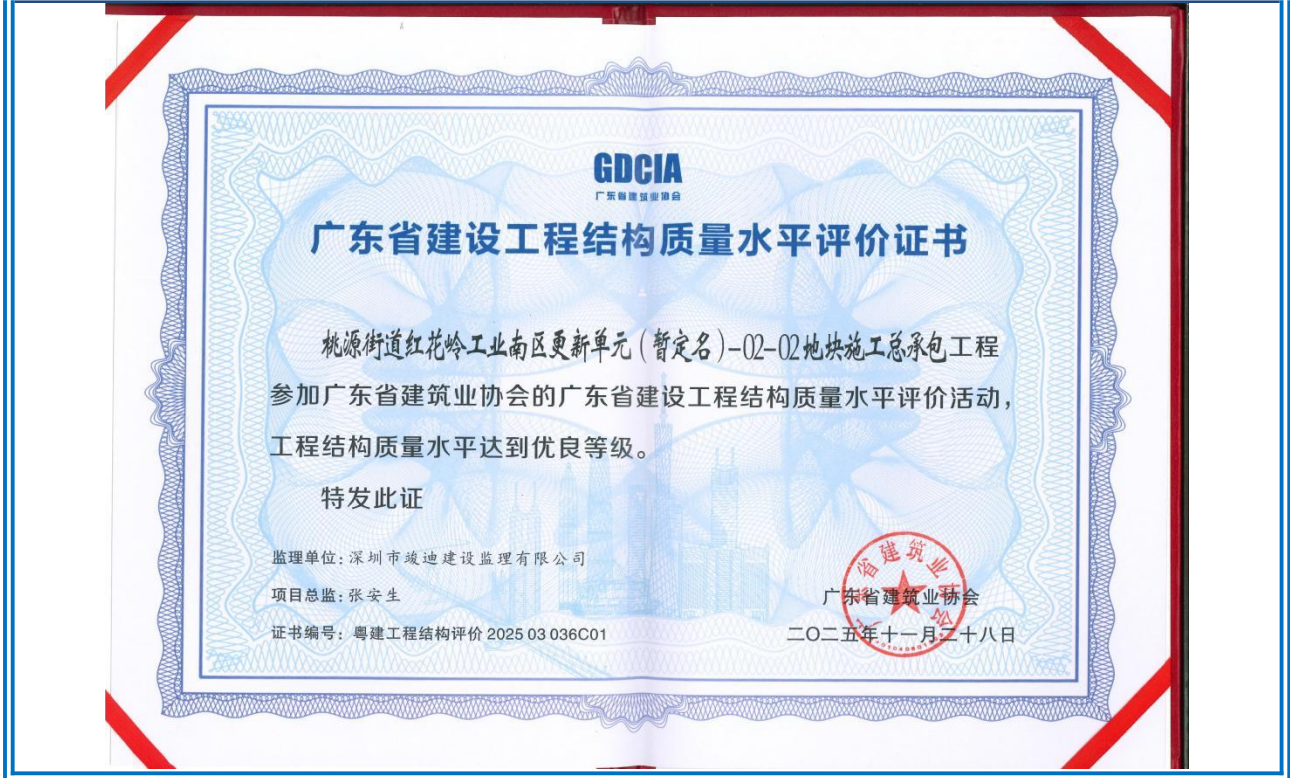 GDCIA
广东省建筑业协会
广东省建设工程结构质量水平评价证书
桃源街道红花岭工业南区更新单元(暂定名)-02-02地块施工总承包工程
参加广东省建筑业协会的广东省建设工程结构质量水平评价活动，
工程结构质量水平达到优良等级。
特发此证
监理单位：深圳市竣迪建设监理有限公司
项目总监：张安生
证书编号：粤建工程结构评价 2025 03 036C01
广东省建筑业协会
广东省建筑业协会
二〇二五年十一月二十八日